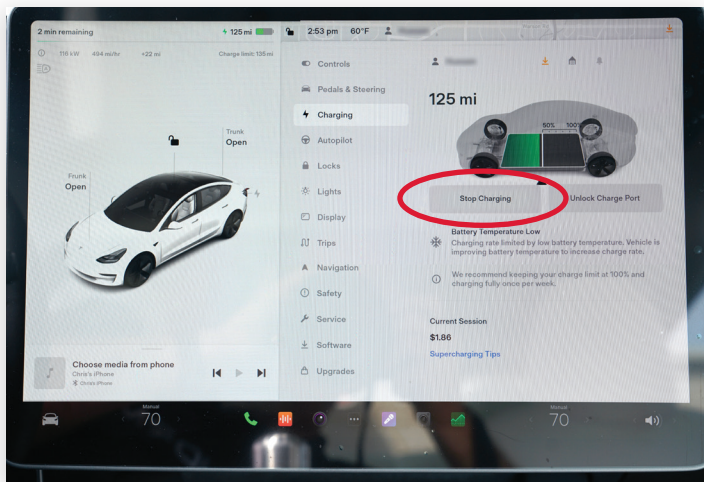 2 min remaining
125 mi
2:53 pm 60°F
116 kW 494 mi/hr +22 mi Charge limit: 135 mi
Trunk
Open
Frunk
Open
Choose media from phone
Chris's iPhone
Chris's iPhone
Controls
Pedals & Steering
Charging
Autopilot
Locks
Lights
Display
Trips
Navigation
Safety
Service
Software
Upgrades
125 mi
50% 100%
Stop Charging
Unlock Charge Port
Battery Temperature Low
Charging rate limited by low battery temperature. Vehicle is
improving battery temperature to increase charge rate.
We recommend keeping your charge limit at 100% and
charging fully once per week.
Current Session
$1.86
Supercharging Tips
Manual
70
Manual
70